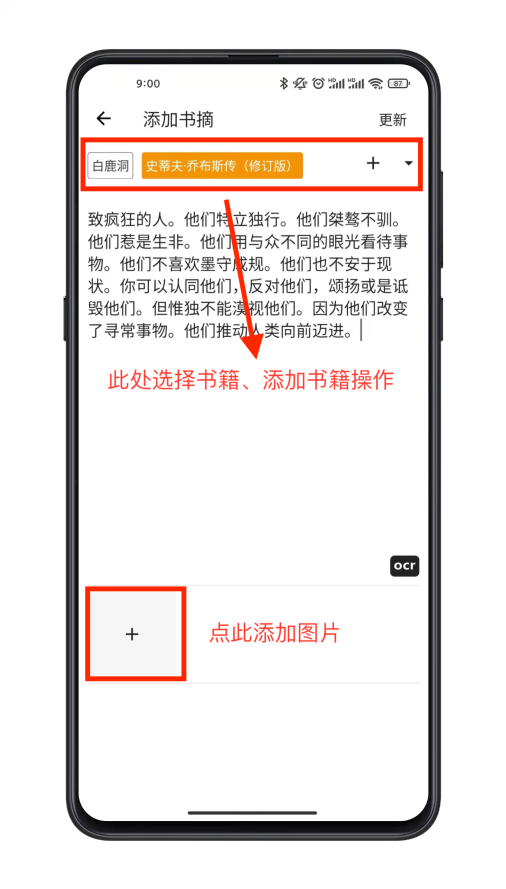 9:00
HD HD 87
添加书摘 更新
白鹿洞 史蒂夫·乔布斯传（修订版）
致疯狂的人。他们特立独行。他们桀骜不驯。
他们惹是生非。他们用与众不同的眼光看待事
物。他们不喜欢墨守成规。他们也不安于现
状。你可以认同他们，反对他们，颂扬或是诋
毁他们。但惟独不能漠视他们。因为他们改变
了寻常事物。他们推动人类向前迈进。
此处选择书籍、添加书籍操作
ocr
点此添加图片